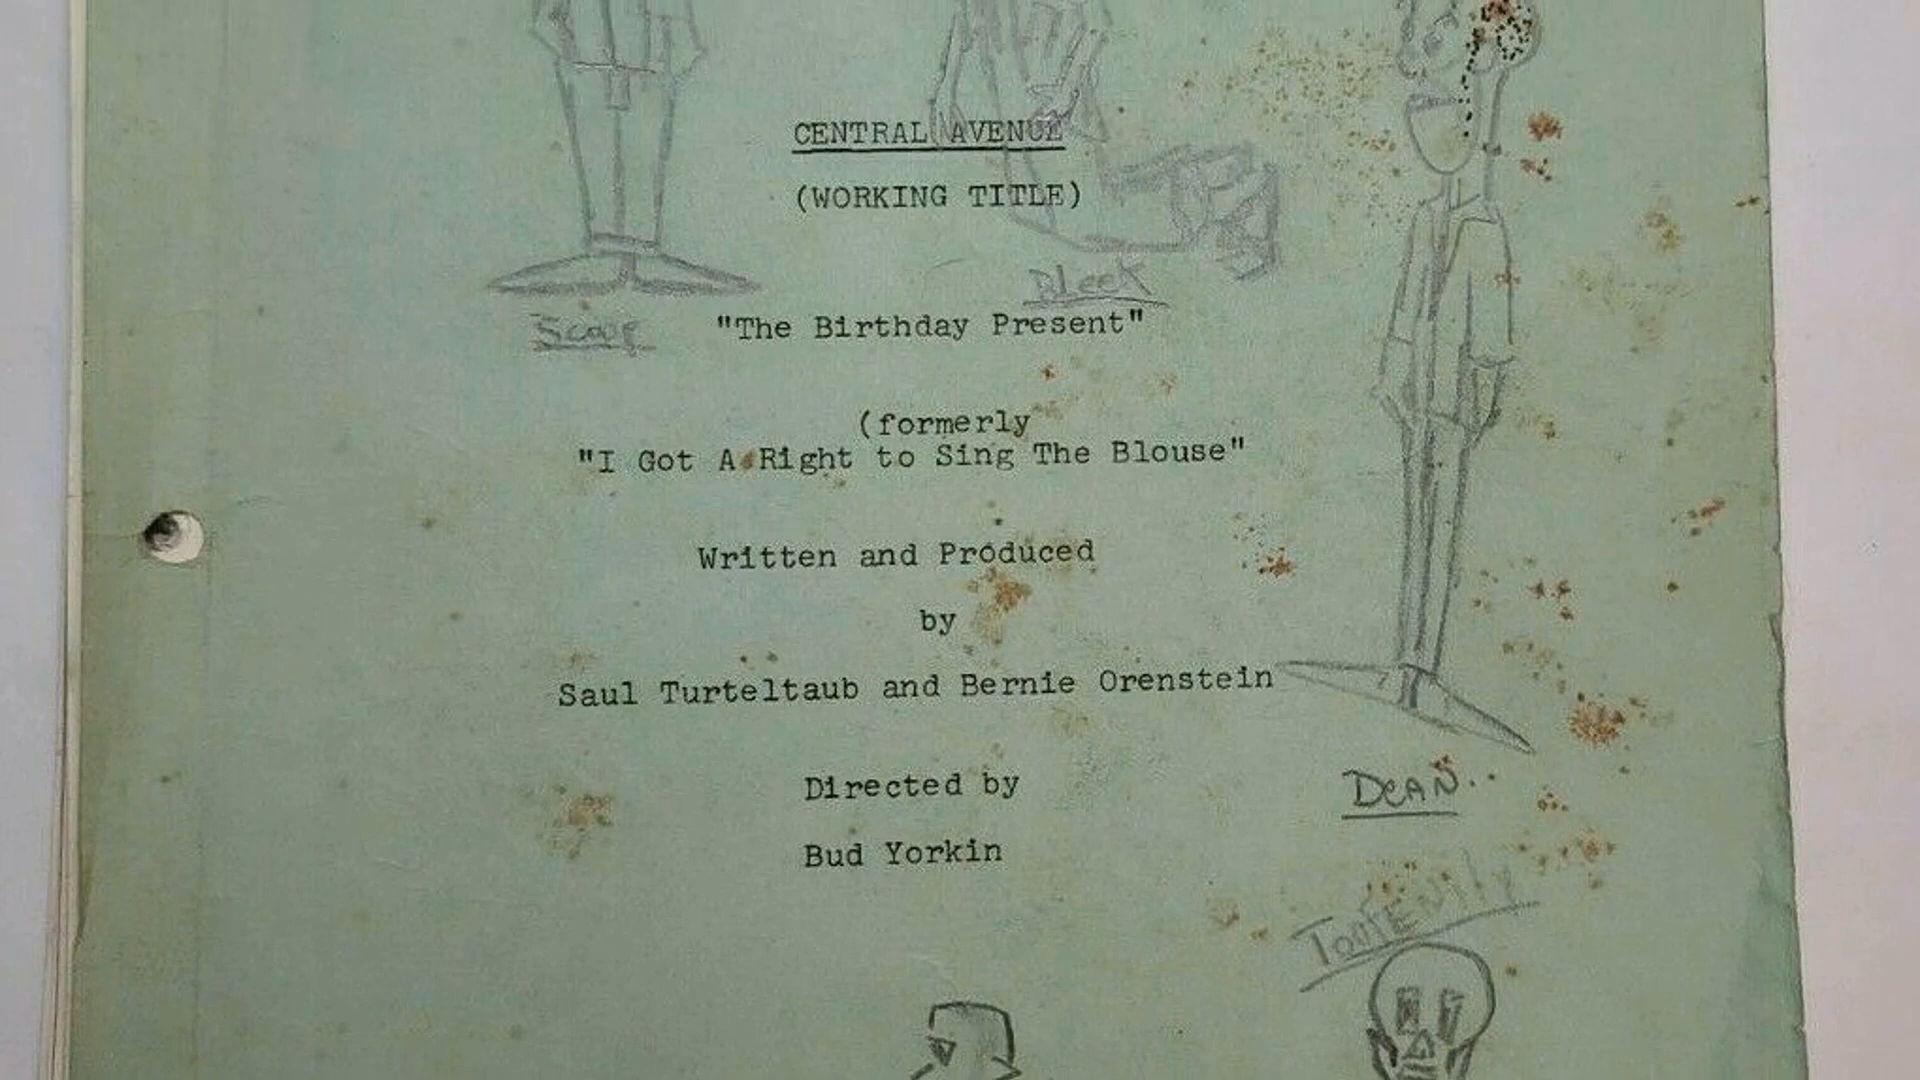 CENTRAL AVENUE
(WORKING TITLE)
Bleek
"The Birthday Present"
(formerly
"I Got A Right to Sing The Blouse"
Written and Produced
by
Saul Turteltaub and Bernie Orenstein
Directed by
Bud Yorkin
DEAN..